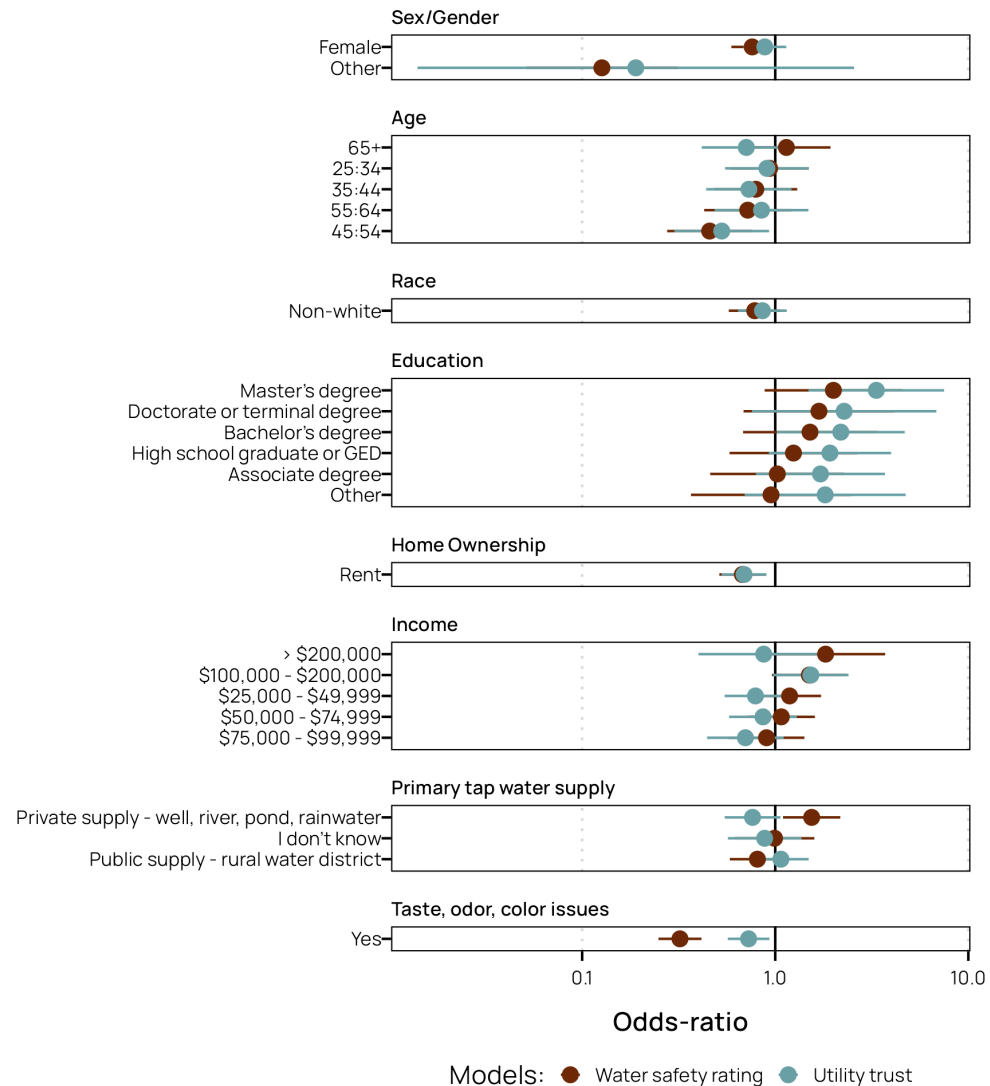 Sex/Gender
Female
Other
Age
65+
25:34
35:44
55:64
45:54
Race
Non-white
Education
Master's degree
Doctorate or terminal degree
Bachelor's degree
High school graduate or GED
Associate degree
Other
Home Ownership
Rent
Income
> $200,000
$100,000 - $200,000
$25,000 - $49,999
$50,000 - $74,999
$75,000 - $99,999
Primary tap water supply
Private supply - well, river, pond, rainwater
I don't know
Public supply - rural water district
Taste, odor, color issues
Yes
0.1 1.0 10.0
Odds-ratio
Models: Water safety rating Utility trust